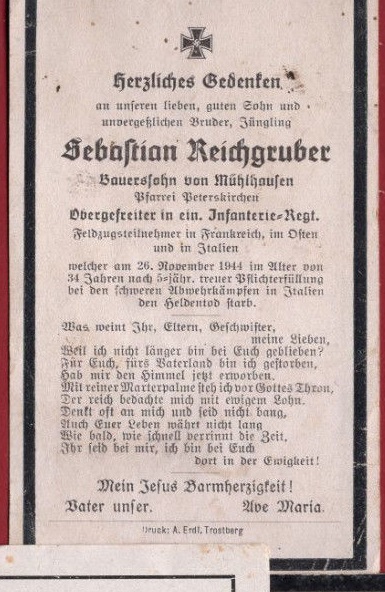 Herzliches Gedenken
an unseren lieben, guten Sohn und
unvergeßlichen Bruder, Jüngling
Sebastian Reichgruber
Bauerssohn von Mühlhausen
Pfarrei Peterskirchen
Obergefreiter in ein. Infanterie-Regt.
Feldzugsteilnehmer in Frankreich, im Osten
und in Italien
welcher am 26. November 1944 im Alter von
34 Jahren nach 5-jähr. treuer Pflichterfüllung
bei den schweren Abwehrkämpfen in Italien
den Heldentod starb.
Was weint Ihr, Eltern, Geschwister,
meine Lieben,
Weil ich nicht länger bin bei Euch geblieben?
Für Euch, fürs Vaterland bin ich gestorben,
Hab mir den Himmel jetzt erworben.
Mit reiner Marterpalme steh ich vor Gottes Thron,
Der reich bedachte mich mit ewigem Lohn.
Denkt oft an mich und seid nicht bang,
Auch Euer Leben währt nicht lang
Wie bald, wie schnell verrinnt die Zeit,
Ihr seid bei mir, ich bin bei Euch
dort in der Ewigkeit!
Mein Jesus Barmherzigkeit!
Vater unser. Ave Maria.
Druck: A. Erdl, Trostberg